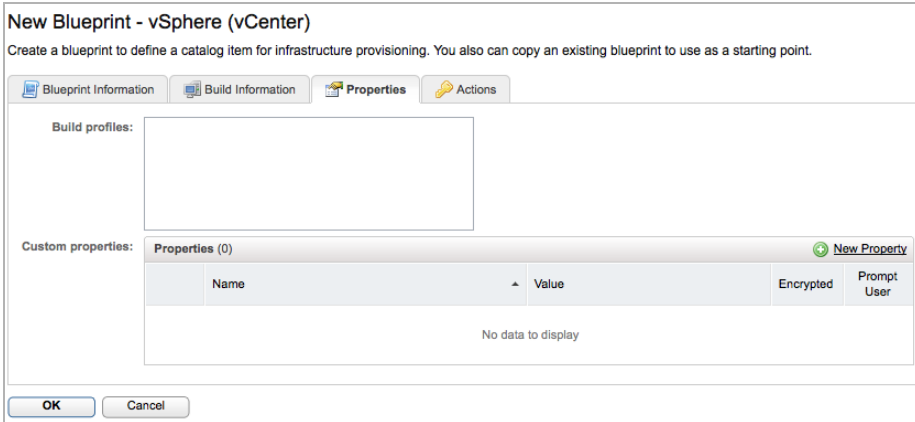 New Blueprint - vSphere (vCenter)
Create a blueprint to define a catalog item for infrastructure provisioning. You also can copy an existing blueprint to use as a starting point.
Blueprint Information Build Information Properties Actions
Build profiles:
Custom properties: Properties (0) New Property
Name Value Encrypted Prompt
User
No data to display
OK Cancel